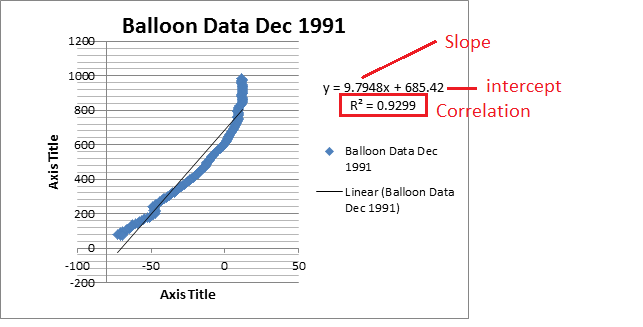 Balloon Data Dec 1991
1200
1000
800
600
400
200
0
-200
-100
-50
0
50
Axis Title
Axis Title
Slope
y = 9.7948x + 685.42
intercept
R² = 0.9299
Correlation
Balloon Data Dec
1991
Linear (Balloon Data
Dec 1991)